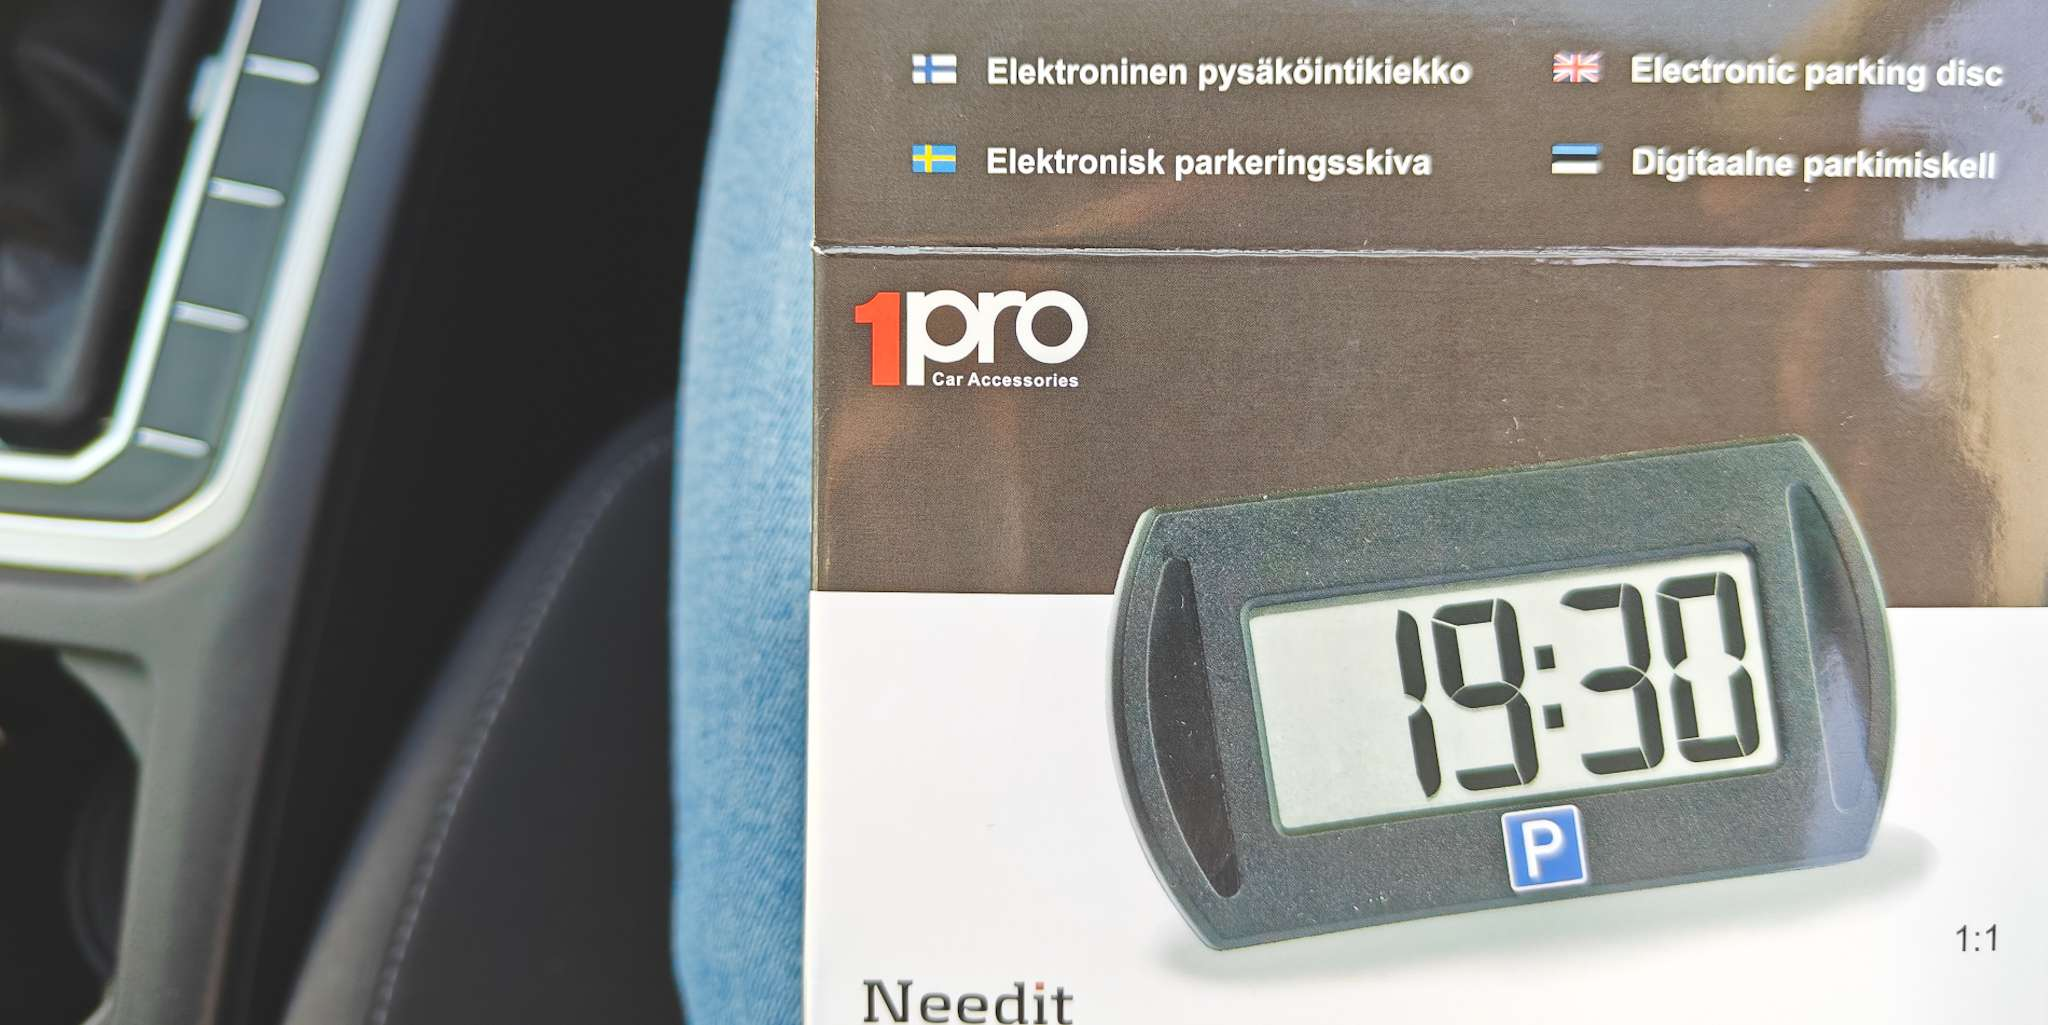 Elektroninen pysäköintikiekko
Electronic parking disc
Elektronisk parkeringsskiva
Digitaalne parkimiskell
1pro
Car Accessories
19:30
P
1:1
Needit